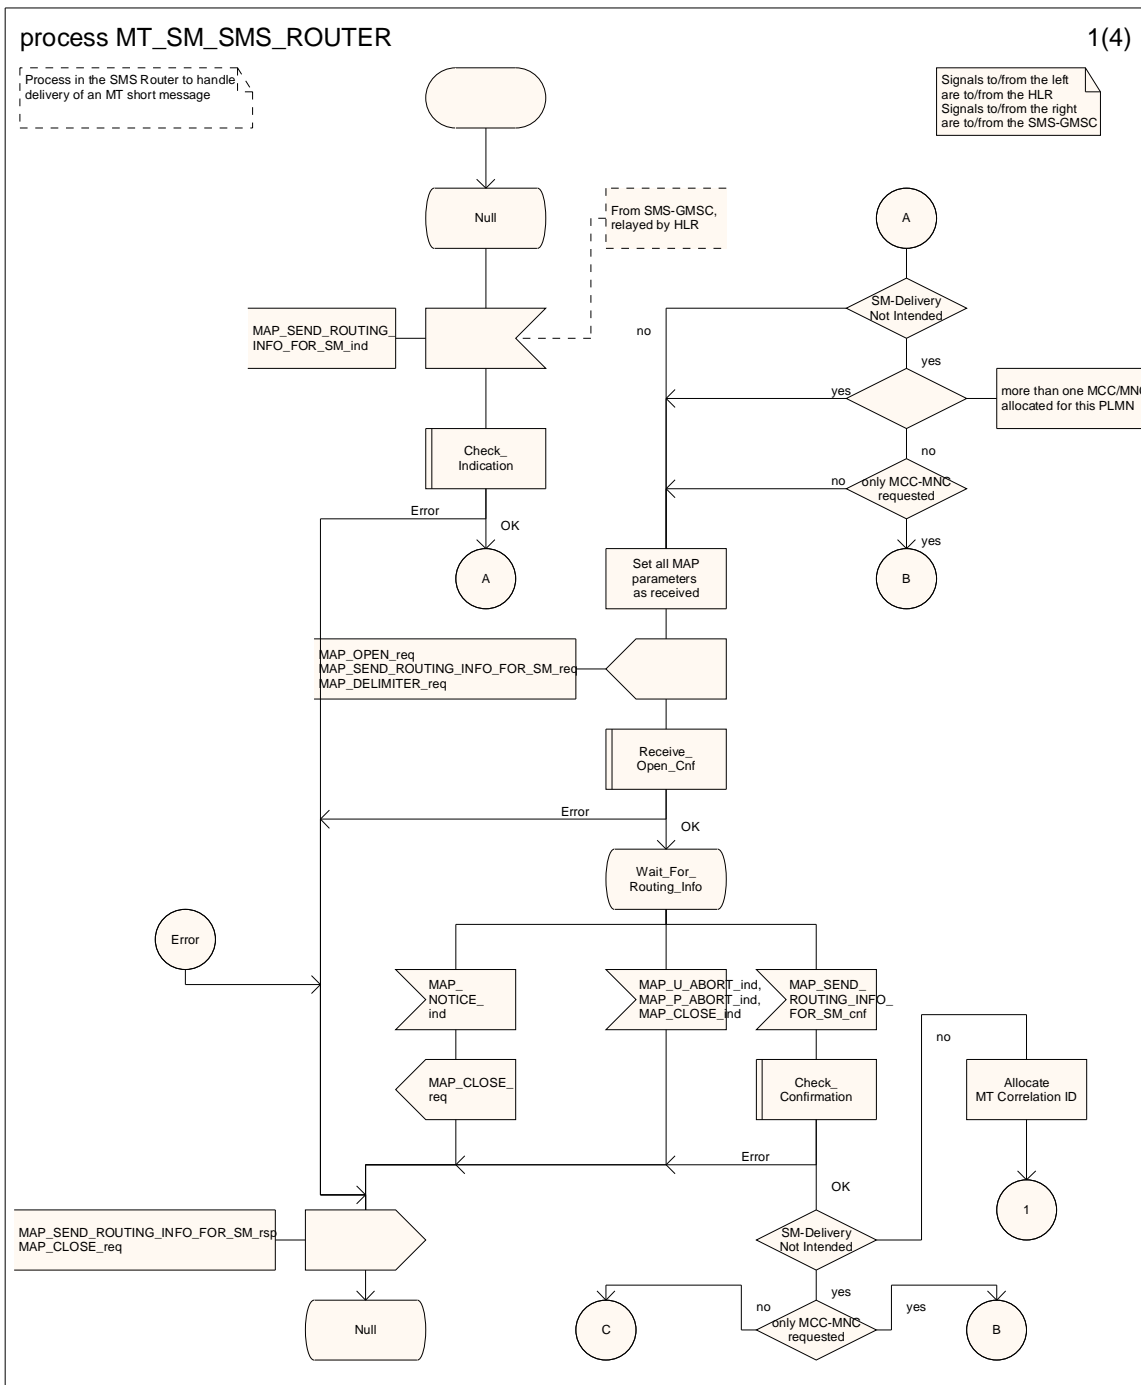 process MT_SM_SMS_ROUTER
1(4)
Process in the SMS Router to handle
delivery of an MT short message
Signals to/from the left
are to/from the HLR
Signals to/from the right
are to/from the SMS-GMSC
Null
From SMS-GMSC,
relayed by HLR
A
SM-Delivery
Not Intended
MAP_SEND_ROUTING_
INFO_FOR_SM_ind
no
yes
yes
more than one MCC/MNC
allocated for this PLMN
Check_
Indication
no
only MCC-MNC
requested
no
Error
OK
yes
A
Set all MAP
parameters
as received
B
MAP_OPEN_req
MAP_SEND_ROUTING_INFO_FOR_SM_req
MAP_DELIMITER_req
Receive_
Open_Cnf
Error
OK
Wait_For_
Routing_Info
Error
MAP_
NOTICE_
ind
MAP_U_ABORT_ind,
MAP_P_ABORT_ind,
MAP_CLOSE_ind
MAP_SEND_
ROUTING_INFO_
FOR_SM_cnf
no
MAP_CLOSE_
req
Check_
Confirmation
Allocate
MT Correlation ID
Error
OK
1
MAP_SEND_ROUTING_INFO_FOR_SM_rsp
MAP_CLOSE_req
SM-Delivery
Not Intended
yes
no
yes
Null
C
only MCC-MNC
requested
B